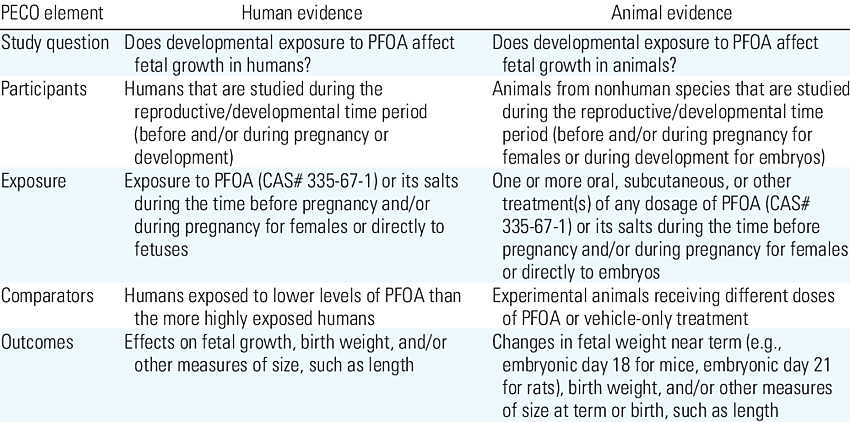 PECO element Human evidence Animal evidence
Study question Does developmental exposure to PFOA affect Does developmental exposure to PFOA affect
fetal growth in humans? fetal growth in animals?
Participants Humans that are studied during the Animals from nonhuman species that are studied
reproductive/developmental time period during the reproductive/developmental time
(before and/or during pregnancy or period (before and/or during pregnancy for
development) females or during development for embryos)
Exposure Exposure to PFOA (CAS# 335-67-1) or its salts One or more oral, subcutaneous, or other
during the time before pregnancy and/or treatment(s) of any dosage of PFOA (CAS#
during pregnancy for females or directly to 335-67-1) or its salts during the time before
fetuses pregnancy and/or during pregnancy for females
or directly to embryos
Comparators Humans exposed to lower levels of PFOA than Experimental animals receiving different doses
the more highly exposed humans of PFOA or vehicle-only treatment
Outcomes Effects on fetal growth, birth weight, and/or Changes in fetal weight near term (e.g.,
other measures of size, such as length embryonic day 18 for mice, embryonic day 21
for rats), birth weight, and/or other measures
of size at term or birth, such as length